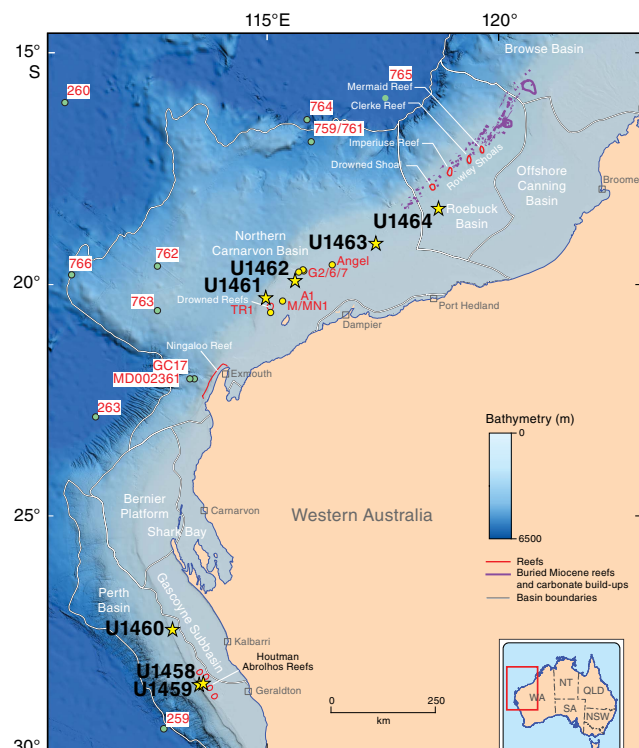 115°E
120°
15°
S
Browse Basin
260
765
Mermaid Reef
764
Clerke Reef
759/761
Imperiuse Reef
Drowned Shoal
Rowley Shoals
Offshore
Canning
Basin
Broome
U1464
Roebuck
Basin
Northern
Carnarvon Basin
U1463
762
Angel
766
U1462
G2/6/7
20°
U1461
Drowned Reefs
A1
M/MN1
763
TR1
Port Hedland
Dampier
Ningaloo Reef
GC17
MD002361
Exmouth
263
Bathymetry (m)
0
6500
25°
Bernier
Platform
Carnarvon
Western Australia
Shark Bay
Reefs
Buried Miocene reefs
and carbonate build-ups
Basin boundaries
Perth
Basin
Gascoyne Subbasin
U1460
Kalbarri
Houtman
Abrolhos Reefs
U1458
U1459
Geraldton
0
250
km
259
30°
NT
WA
QLD
SA
NSW